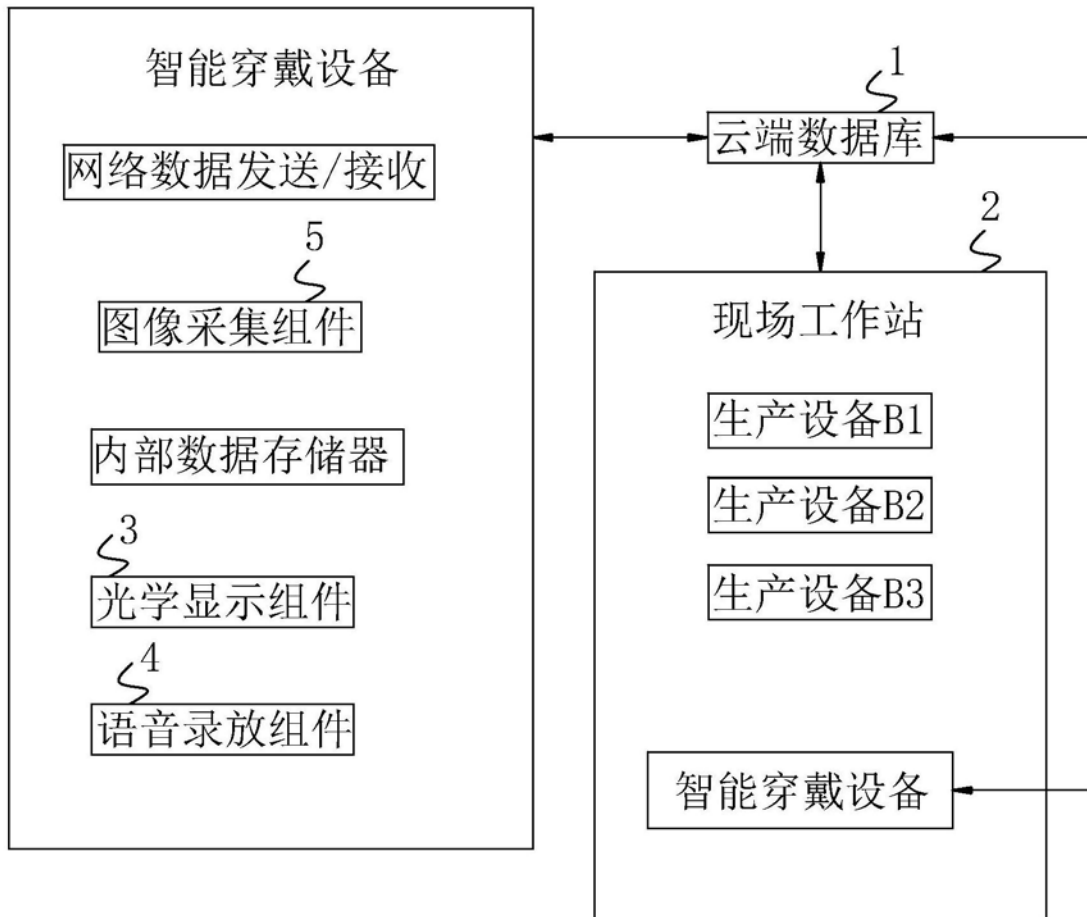 智能穿戴设备
网络数据发送/接收
5
图像采集组件
内部数据存储器
3
光学显示组件
4
语音录放组件
1
云端数据库
2
现场工作站
生产设备B1
生产设备B2
生产设备B3
智能穿戴设备